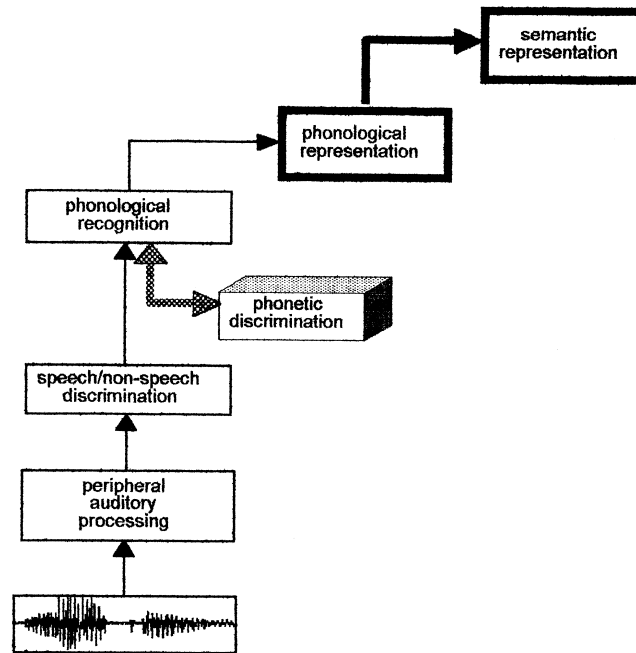 semantic
representation
phonological
representation
phonological
recognition
phonetic
discrimination
speech/non-speech
discrimination
peripheral
auditory
processing